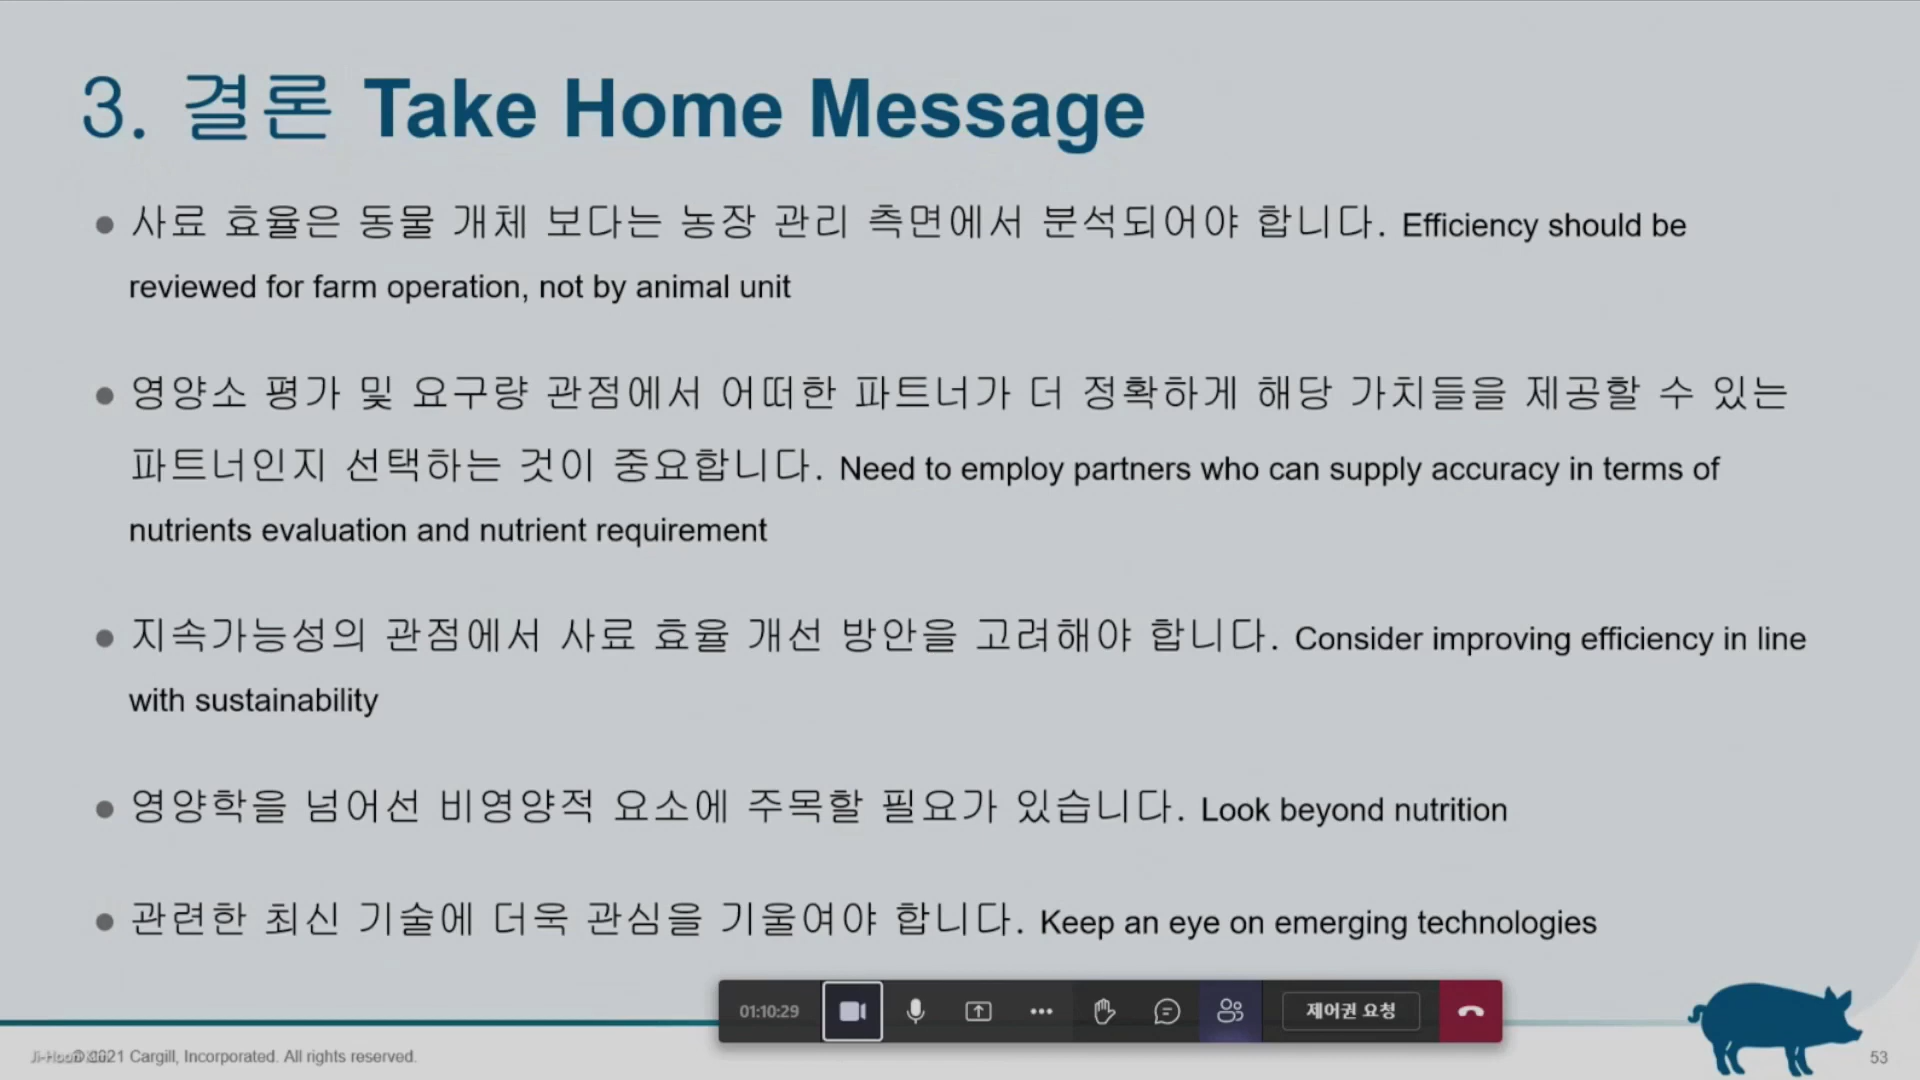 3. 결론 Take Home Message
사료 효율은 동물 개체 보다는 농장 관리 측면에서 분석되어야 합니다. Efficiency should be
reviewed for farm operation, not by animal unit
영양소 평가 및 요구량 관점에서 어떠한 파트너가 더 정확하게 해당 가치들을 제공할 수 있는
파트너인지 선택하는 것이 중요합니다. Need to employ partners who can supply accuracy in terms of
nutrients evaluation and nutrient requirement
지속가능성의 관점에서 사료 효율 개선 방안을 고려해야 합니다. Consider improving efficiency in line
with sustainability
영양학을 넘어선 비영양적 요소에 주목할 필요가 있습니다. Look beyond nutrition
관련한 최신 기술에 더욱 관심을 기울여야 합니다. Keep an eye on emerging technologies
01:10:29 제어권 요청
2021 Cargill, Incorporated. All rights reserved.
53